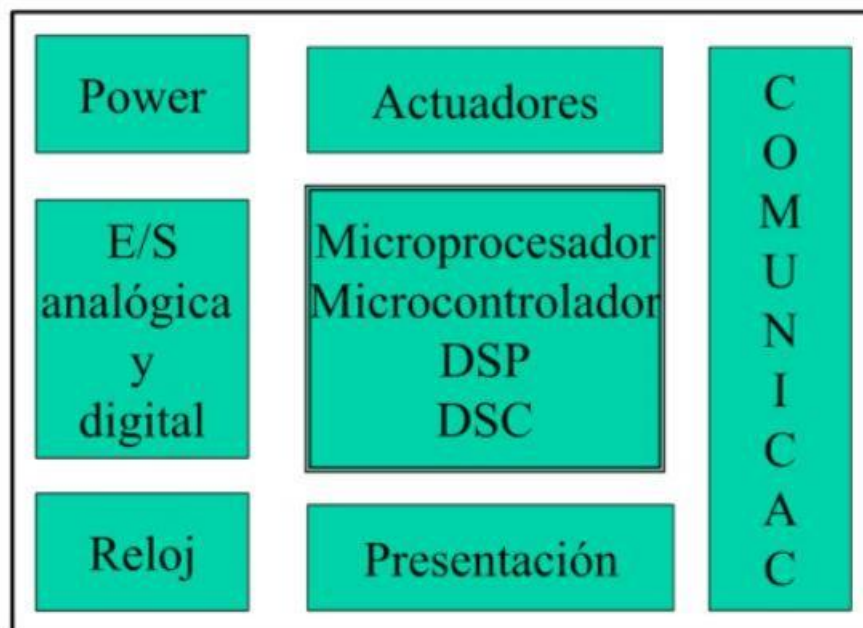 Power
Actuadores
E/S
analógica
y
digital
Microprocesador
Microcontrolador
DSP
DSC
Reloj
Presentación
C
O
M
U
N
I
C
A
C